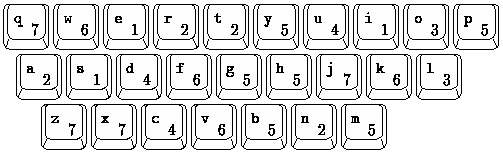 q 7 w 6 e 1 r 2 t 2 y 5 u 4 i 1 o 3 p 5
a 2 s 1 d 4 f 6 g 5 h 5 j 7 k 6 l 3
z 7 x 7 c 4 v 6 b 5 n 2 m 5